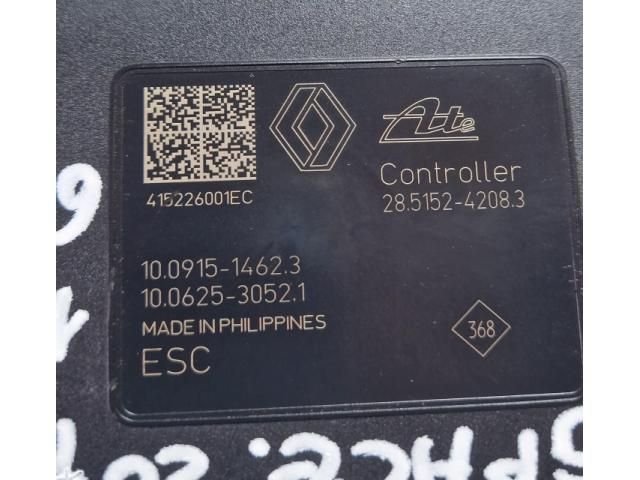 Ate
415226001EC
Controller
28.5152-4208.3
10.0915-1462.3
10.0625-3052.1
MADE IN PHILIPPINES
368
ESC